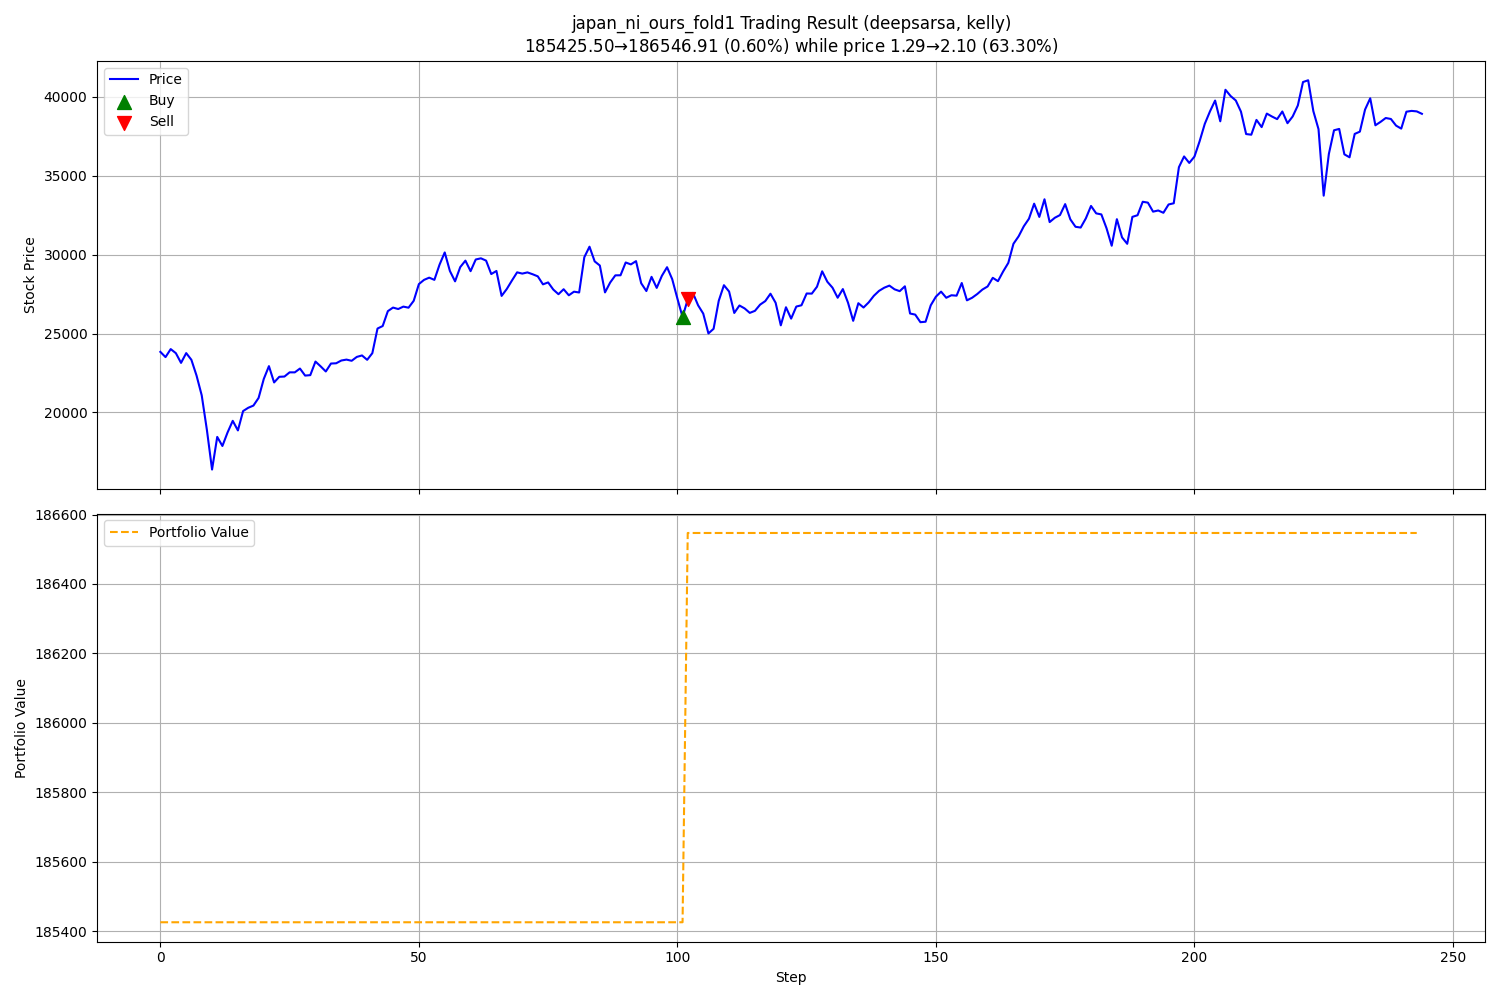 japan_ni_ours_fold1 Trading Result (deepsarsa, kelly)
185425.50→186546.91 (0.60%) while price 1.29→2.10 (63.30%)
Price
Buy
Sell
Stock Price
40000
35000
30000
25000
20000
Portfolio Value
Portfolio Value
186600
186400
186200
186000
185800
185600
185400
0
50
100
150
200
250
Step